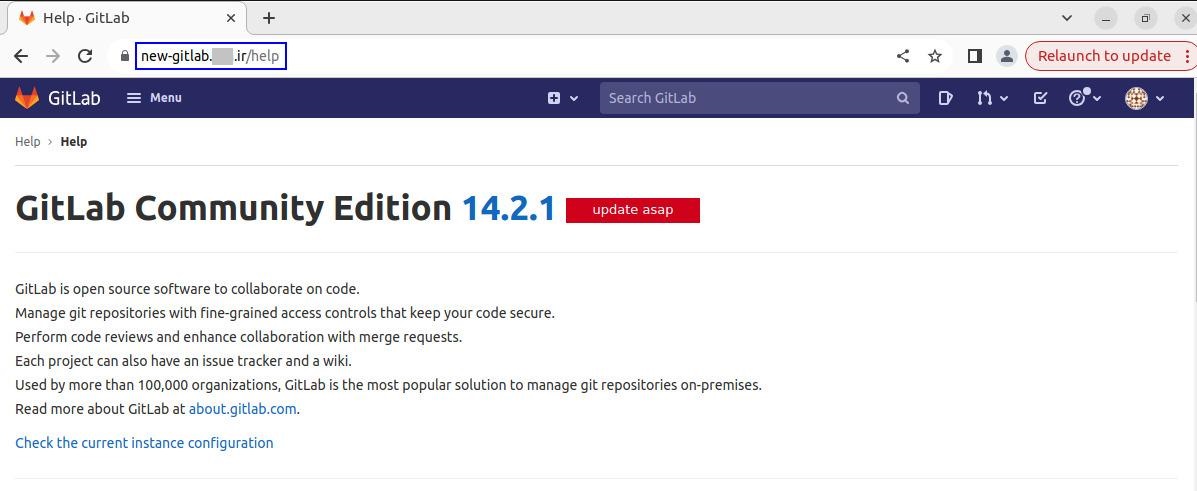 Help · GitLab
new-gitlab. .ir/help
Relaunch to update
GitLab
Menu
Search GitLab
Help › Help
GitLab Community Edition 14.2.1 update asap
GitLab is open source software to collaborate on code.
Manage git repositories with fine-grained access controls that keep your code secure.
Perform code reviews and enhance collaboration with merge requests.
Each project can also have an issue tracker and a wiki.
Used by more than 100,000 organizations, GitLab is the most popular solution to manage git repositories on-premises.
Read more about GitLab at about.gitlab.com.
Check the current instance configuration